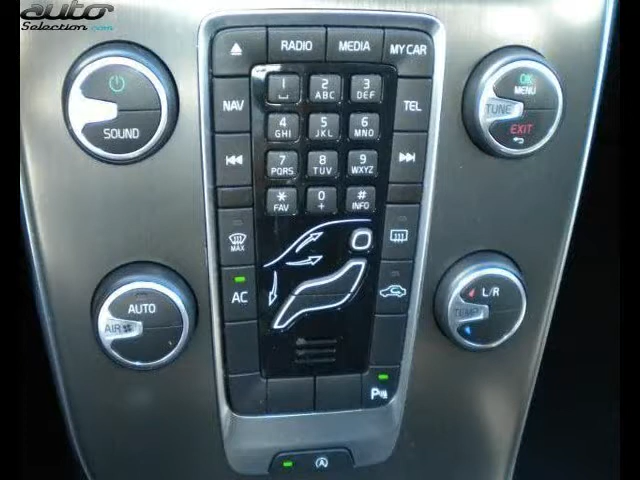 auto
Selection.com
RADIO MEDIA MY CAR
SOUND
NAV
1 2 ABC 3 DEF
4 GHI 5 JKL 6 MNO
7 PQRS 8 TUV 9 WXYZ
* FAV 0 + # INFO
TEL
OK
MENU
TUNE
EXIT
MAX
AC
AUTO
AIR
L/R
TEMP
P
A